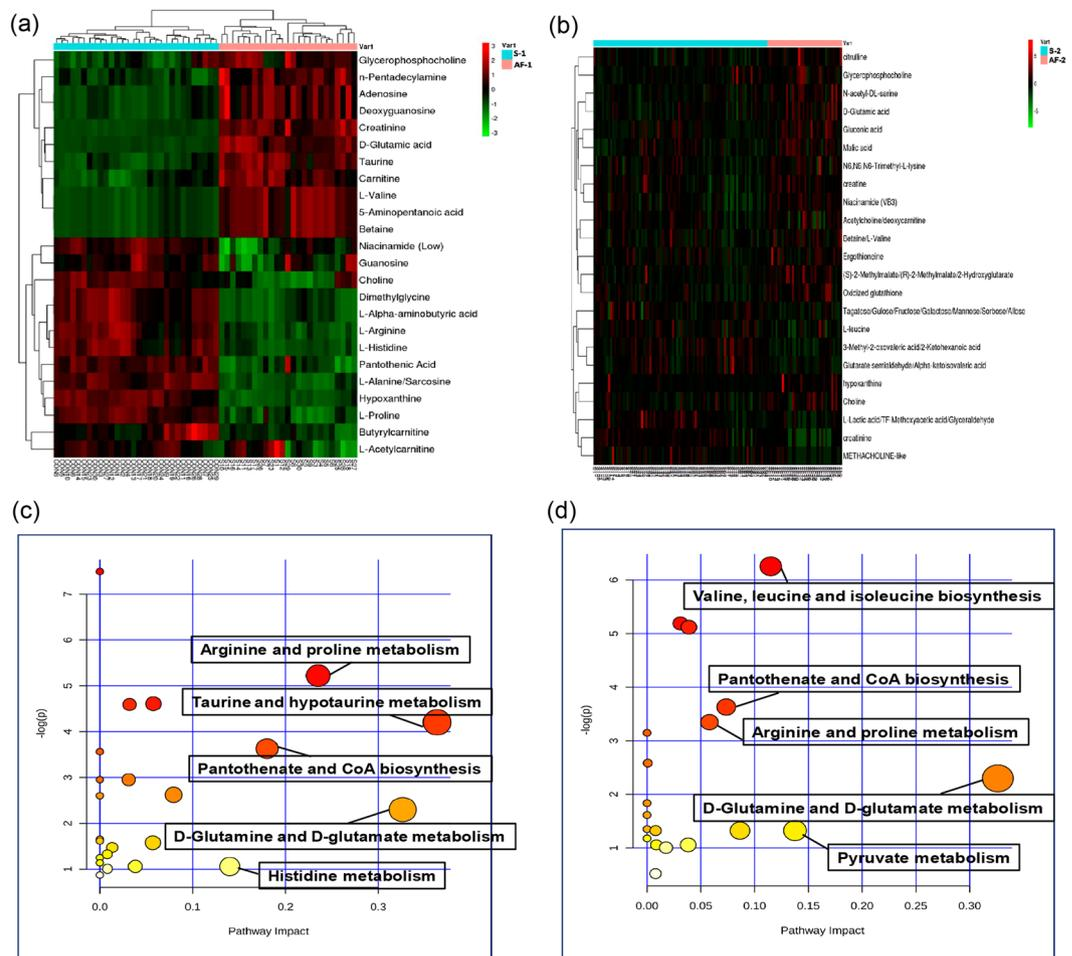 (a)
Var1
S-1
AF-1
Var1
3
2
1
0
-1
-2
-3
Glycerophosphocholine
n-Pentadecylamine
Adenosine
Deoxyguanosine
Creatinine
D-Glutamic acid
Taurine
Carnitine
L-Valine
5-Aminopentanoic acid
Betaine
Niacinamide (Low)
Guanosine
Choline
Dimethylglycine
L-Alpha-aminobutyric acid
L-Arginine
L-Histidine
Pantothenic Acid
L-Alanine/Sarcosine
Hypoxanthine
L-Proline
Butyrylcarnitine
L-Acetylcarnitine
(b)
Var1
S-2
AF-2
citrulline
Glycerophosphocholine
N-acetyl-DL-serine
D-Glutamic acid
Gluconic acid
Malic acid
N6,N6,N6-Trimethyl-L-lysine
creatine
Niacinamide (VB3)
Acetylcholine/deoxycarnitine
Betaine/L-Valine
Ergothioneine
(S)-2-Methylmalate/(R)-2-Methylmalate/2-Hydroxyglutarate
Oxidized glutathione
Tagatose/Gulose/Fructose/Galactose/Mannose/Sorbose/Allose
L-leucine
3-Methyl-2-oxovaleric acid/2-Ketohexanoic acid
Glutarate semialdehyde/Alpha-ketoisovaleric acid
hypoxanthine
Choline
L-Lactic acid/TF Methoxyacetic acid/Glyceraldehyde
creatinine
METHACHOLINE-like
(c)
-log(p)
7
6
5
4
3
2
1
Arginine and proline metabolism
Taurine and hypotaurine metabolism
Pantothenate and CoA biosynthesis
D-Glutamine and D-glutamate metabolism
Histidine metabolism
0.0
0.1
0.2
0.3
Pathway Impact
(d)
-log(p)
6
5
4
3
2
1
Valine, leucine and isoleucine biosynthesis
Pantothenate and CoA biosynthesis
Arginine and proline metabolism
D-Glutamine and D-glutamate metabolism
Pyruvate metabolism
0.00
0.05
0.10
0.15
0.20
0.25
0.30
Pathway Impact